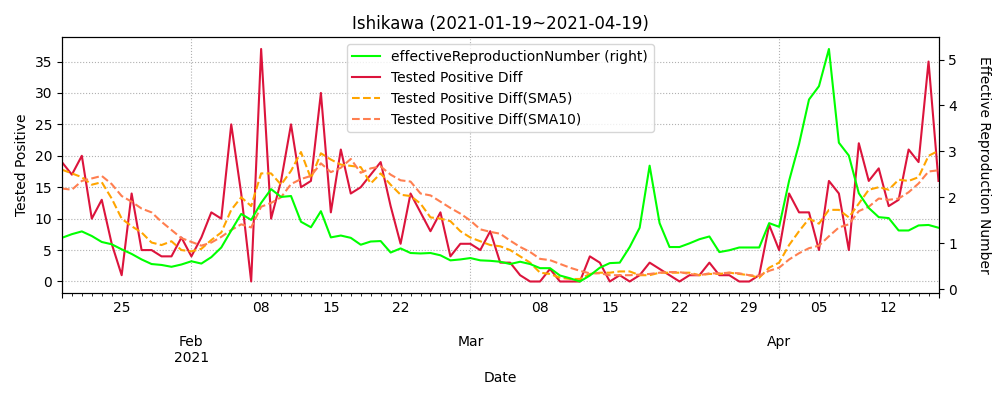 Ishikawa (2021-01-19~2021-04-19)
effectiveReproductionNumber (right)
Tested Positive Diff
Tested Positive Diff(SMA5)
Tested Positive Diff(SMA10)
Tested Positive
35
30
25
20
15
10
5
0
5
4
3
2
1
0
Effective Reproduction Number
25 08 15 22 08 15 22 29 05 12
Feb Mar Apr
2021
Date